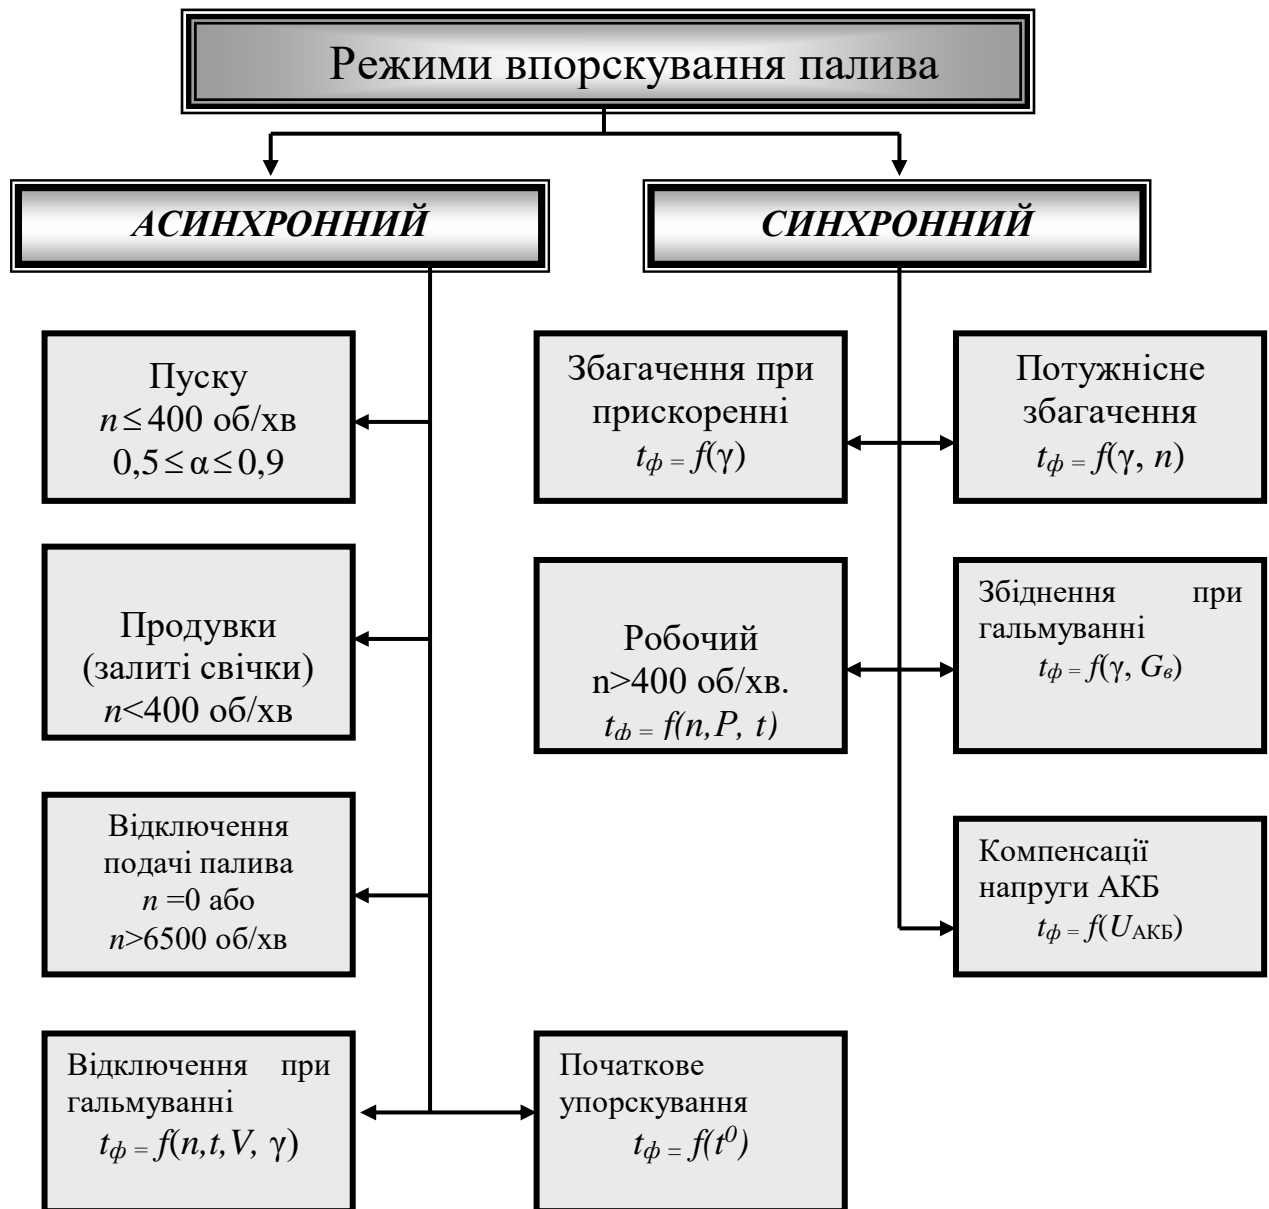 Режими впорскування палива
АСИНХРОННИЙ
СИНХРОННИЙ
Пуску
n ≤ 400 об/хв
0,5 ≤ α ≤ 0,9
Збагачення при
прискоренні
tф = f(γ)
Потужнісне
збагачення
tф = f(γ, n)
Продувки
(залиті свічки)
n<400 об/хв
Робочий
n>400 об/хв.
tф = f(n,P, t)
Збіднення при
гальмуванні
tф = f(γ, Gв)
Відключення
подачі палива
n =0 або
n>6500 об/хв
Компенсації
напруги АКБ
tф = f(UАКБ)
Відключення при
гальмуванні
tф = f(n,t,V, γ)
Початкове
упорскування
tф = f(t⁰)